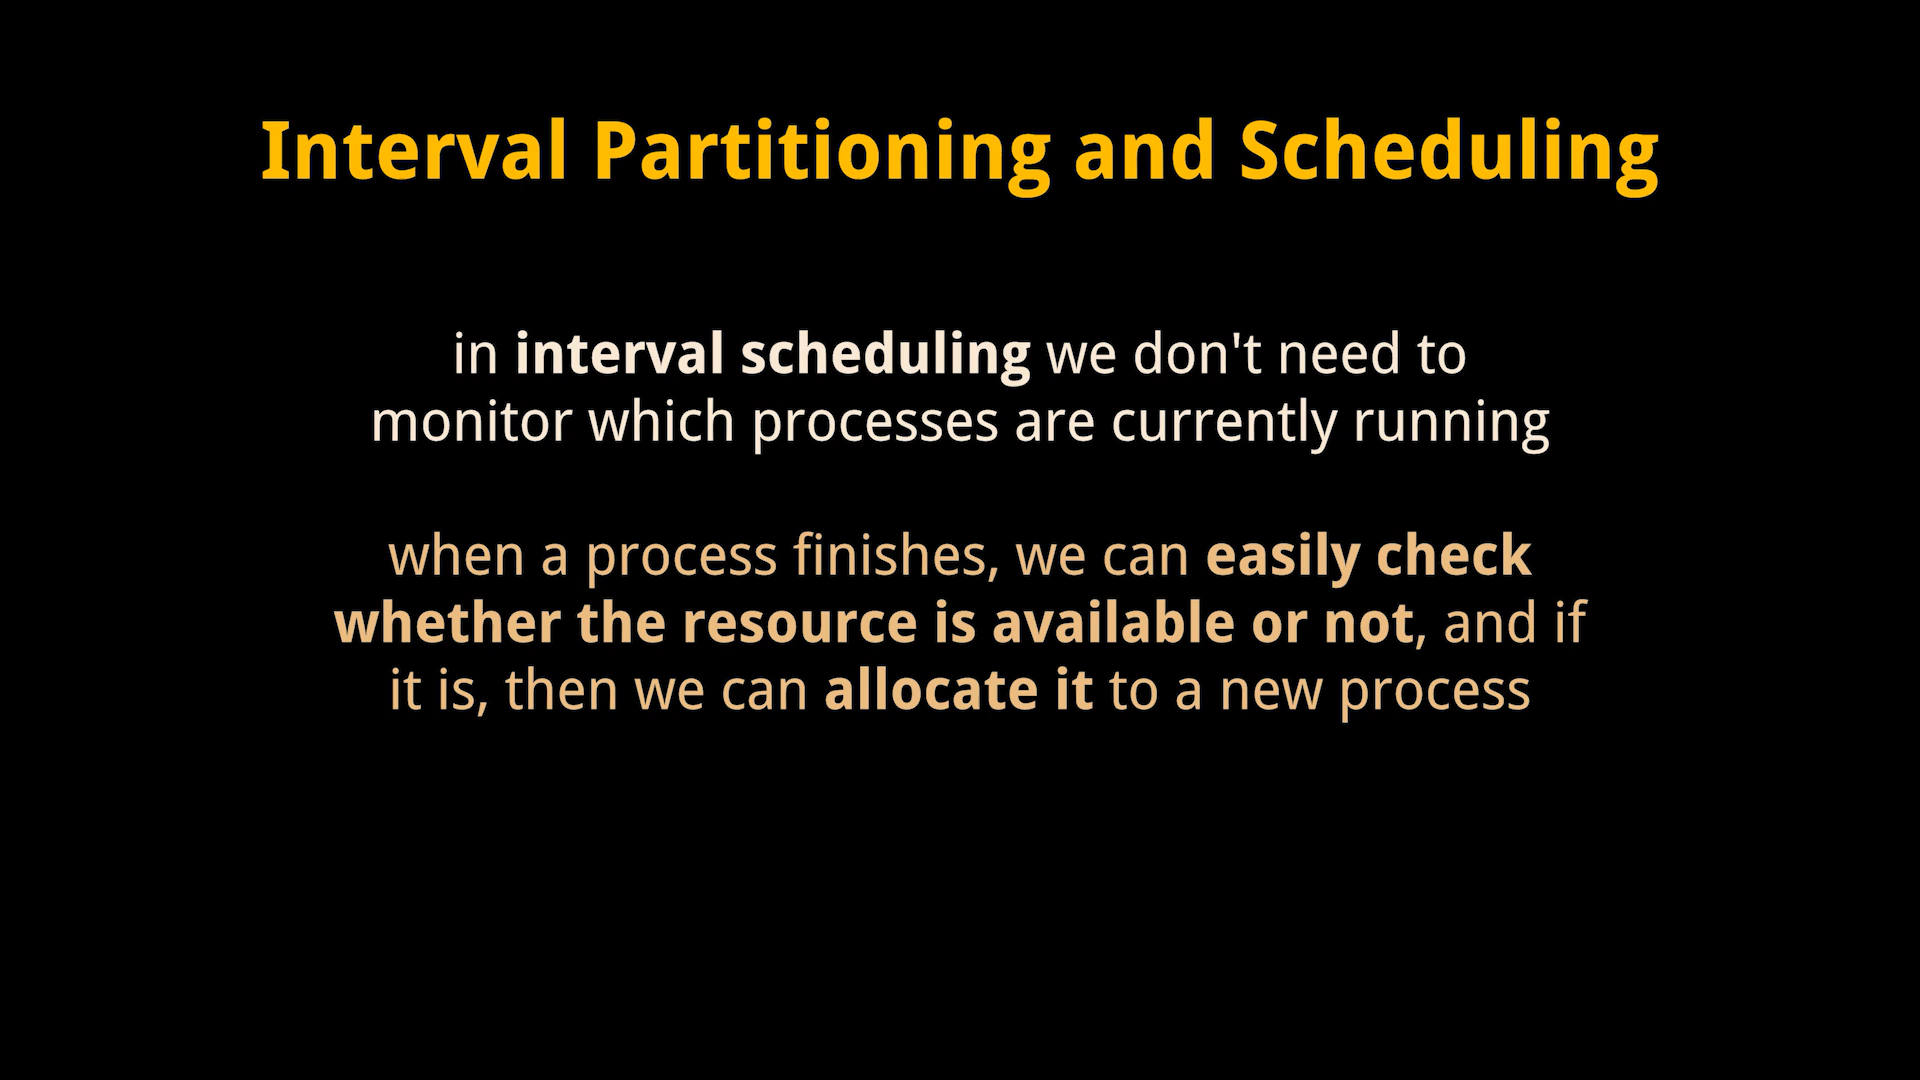 Interval Partitioning and Scheduling
in interval scheduling we don't need to
monitor which processes are currently running
when a process finishes, we can easily check
whether the resource is available or not, and if
it is, then we can allocate it to a new process